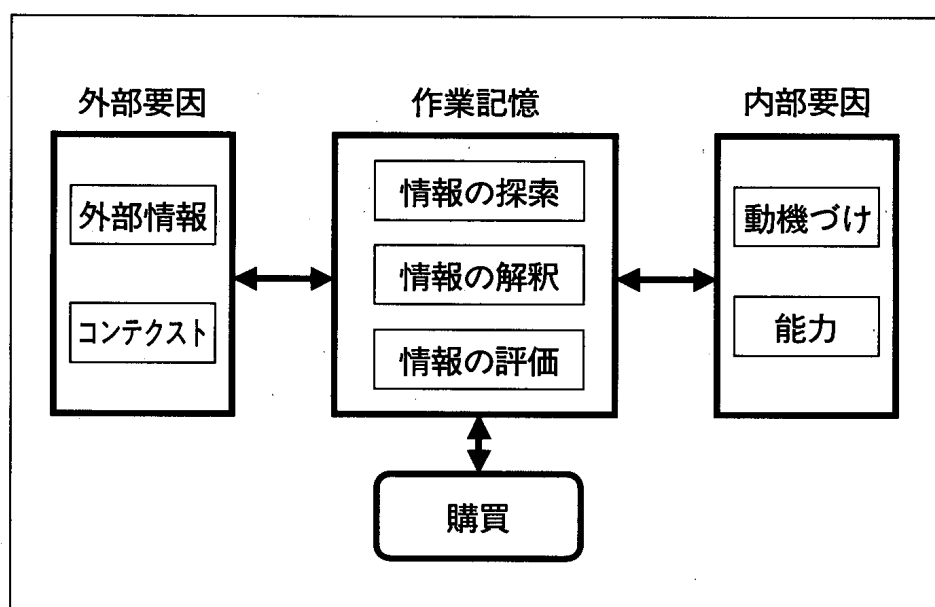 外部要因
外部情報
コンテクスト
作業記憶
情報の探索
情報の解釈
情報の評価
内部要因
動機づけ
能力
購買